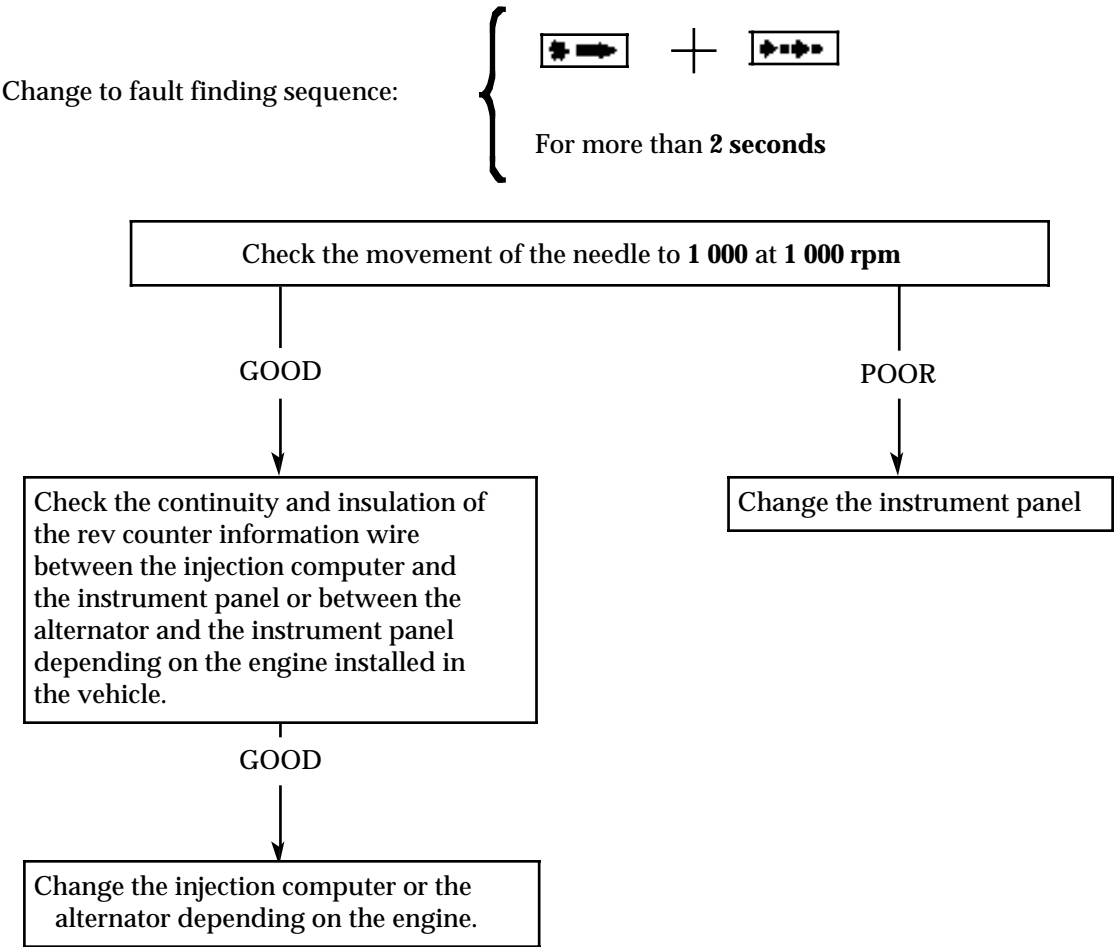 Change to fault finding sequence:
For more than 2 seconds
Check the movement of the needle to 1 000 at 1 000 rpm
GOOD
POOR
Check the continuity and insulation of
the rev counter information wire
between the injection computer and
the instrument panel or between the
alternator and the instrument panel
depending on the engine installed in
the vehicle.
Change the instrument panel
GOOD
Change the injection computer or the
alternator depending on the engine.